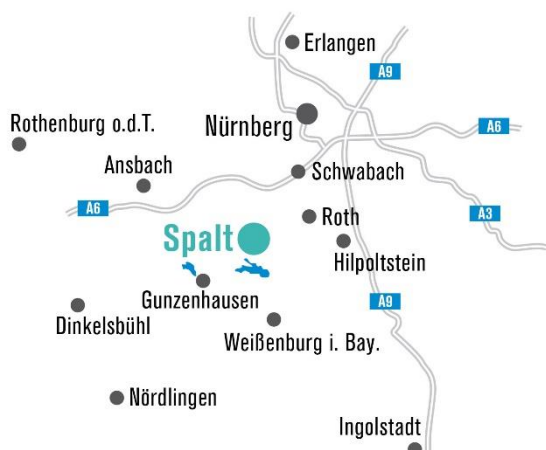 Erlangen
A9
Nürnberg
A6
Rothenburg o.d.T.
Ansbach
Schwabach
A6
Roth
A3
Spalt
Hilpoltstein
Gunzenhausen
A9
Dinkelsbühl
Weißenburg i. Bay.
Nördlingen
Ingolstadt